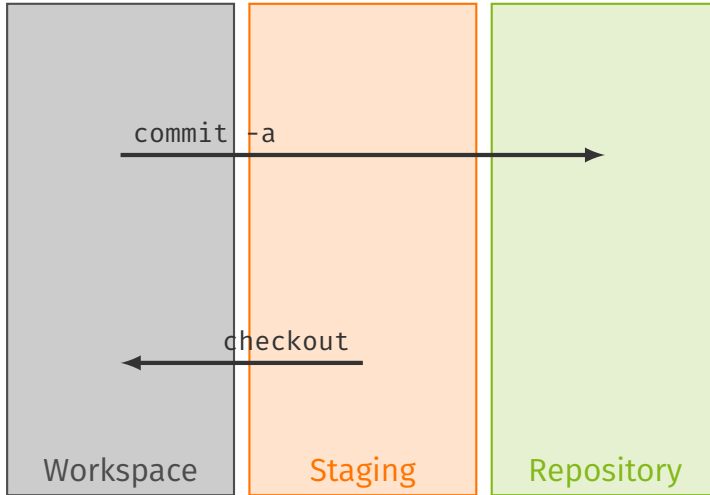 commit -a
checkout
Workspace
Staging
Repository